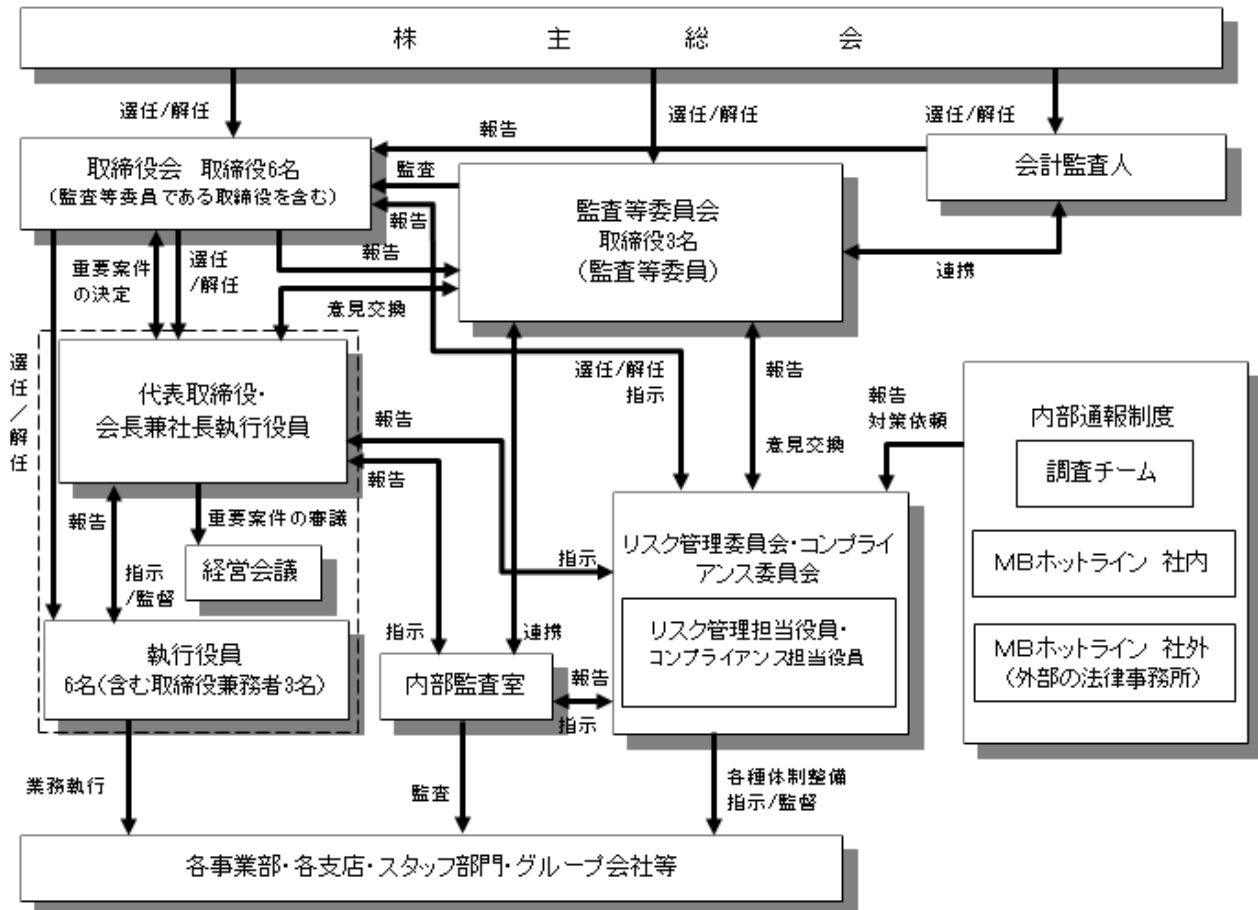 株主総会
選任/解任
選任/解任
選任/解任
報告
取締役会 取締役6名
(監査等委員である取締役を含む)
監査
報告
監査等委員会
取締役3名
(監査等委員)
会計監査人
連携
重要案件
の決定
選任
/解任
報告
意見交換
選任/解任
代表取締役・
会長兼社長執行役員
選任/解任
指示
報告
意見交換
報告
対策依頼
内部通報制度
調査チーム
MBホットライン 社内
MBホットライン 社外
(外部の法律事務所)
報告
報告
報告
指示
/監督
重要案件の審議
経営会議
指示
リスク管理委員会・コンプライ
アンス委員会
リスク管理担当役員・
コンプライアンス担当役員
執行役員
6名(含む取締役兼務者3名)
指示
連携
内部監査室
報告
指示
業務執行
監査
各種体制整備
指示/監督
各事業部・各支店・スタッフ部門・グループ会社等